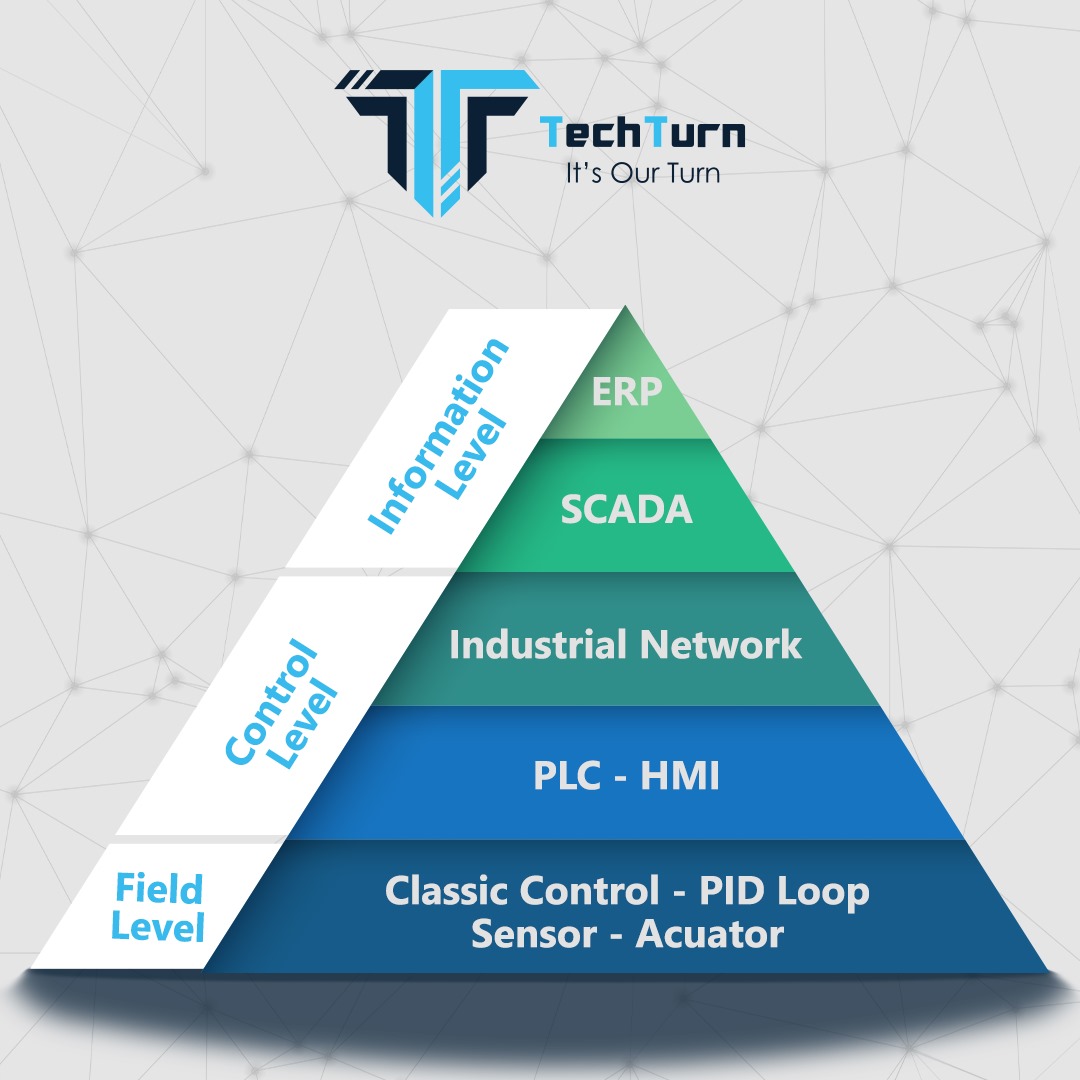 TechTurn
It's Our Turn
Information
Level
ERP
SCADA
Control
Level
Industrial Network
PLC - HMI
Field
Level
Classic Control - PID Loop
Sensor - Acuator